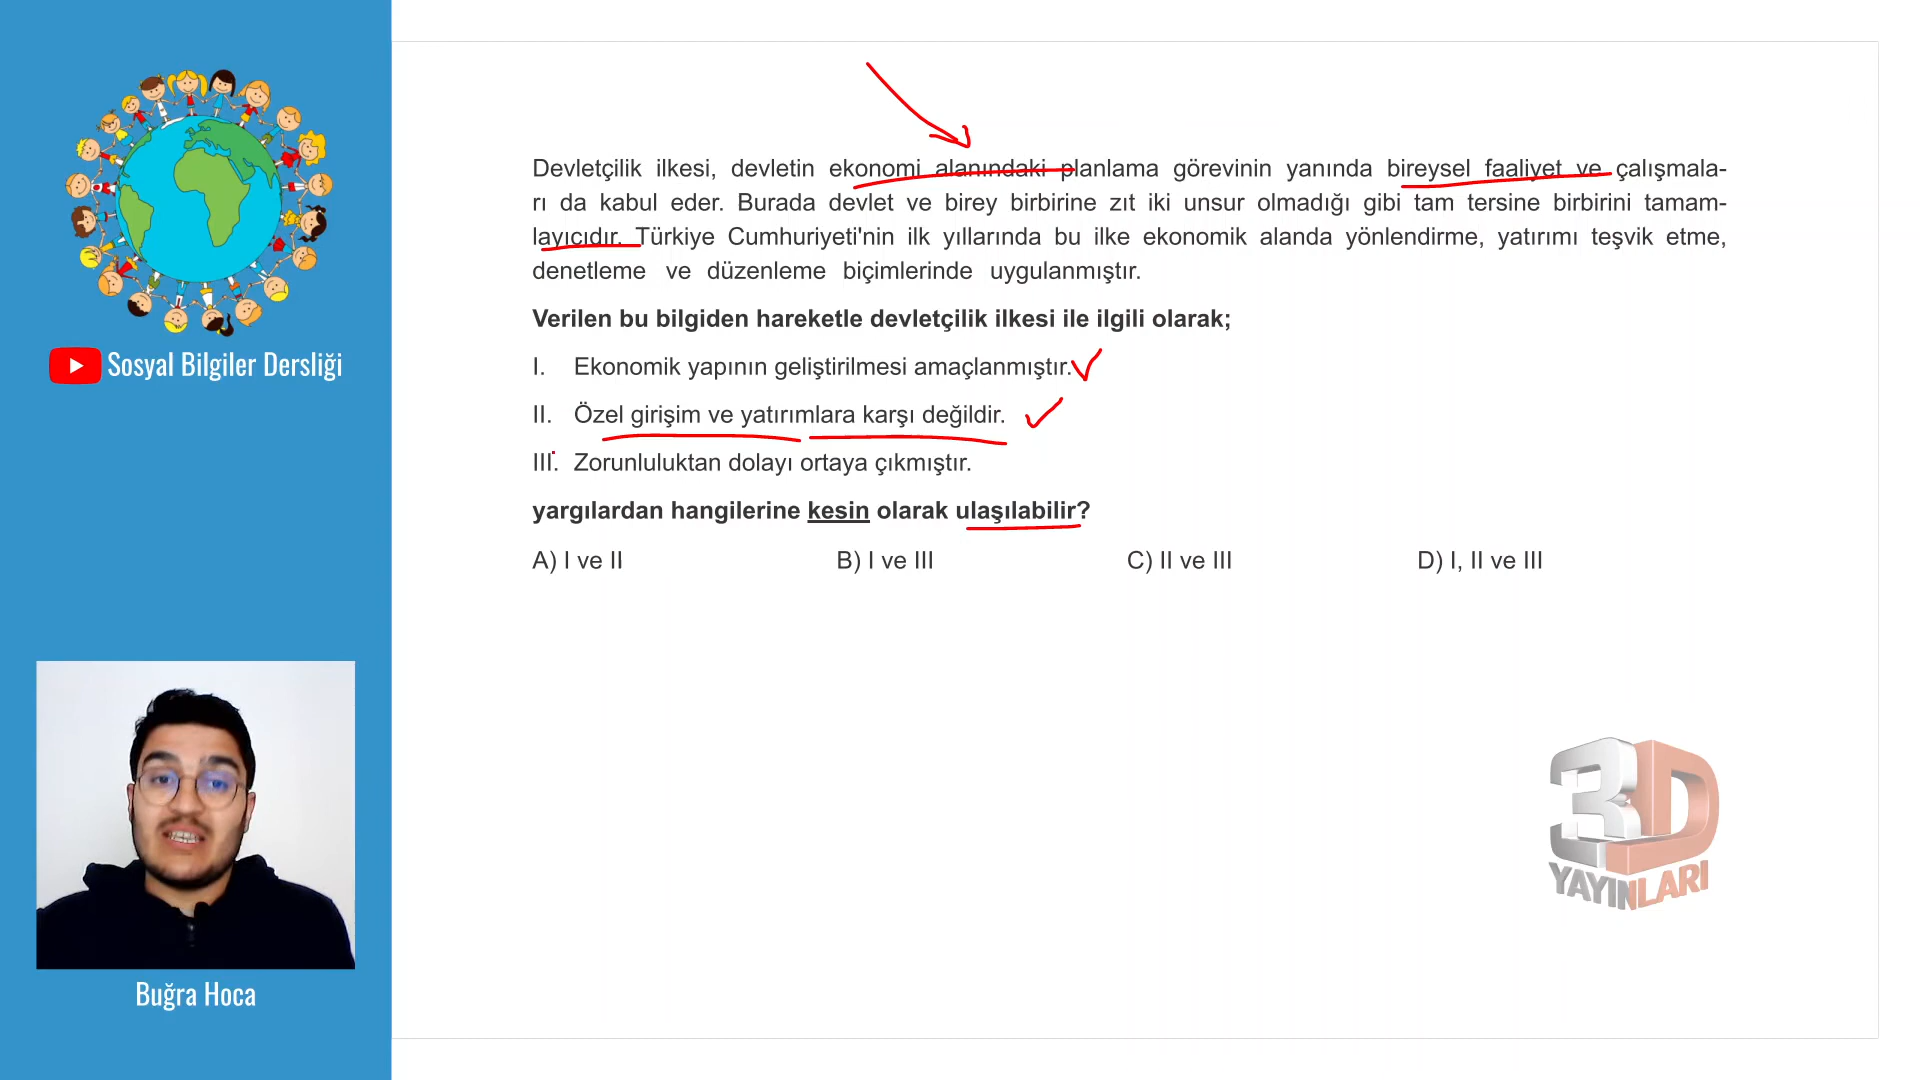 Devletçilik ilkesi, devletin ekonomi alanındaki planlama görevinin yanında bireysel faaliyet ve çalışmala-
rı da kabul eder. Burada devlet ve birey birbirine zıt iki unsur olmadığı gibi tam tersine birbirini tamam-
layıcıdır. Türkiye Cumhuriyeti'nin ilk yıllarında bu ilke ekonomik alanda yönlendirme, yatırımı teşvik etme,
denetleme ve düzenleme biçimlerinde uygulanmıştır.
Verilen bu bilgiden hareketle devletçilik ilkesi ile ilgili olarak;
I. Ekonomik yapının geliştirilmesi amaçlanmıştır.
II. Özel girişim ve yatırımlara karşı değildir.
III. Zorunluluktan dolayı ortaya çıkmıştır.
yargılardan hangilerine kesin olarak ulaşılabilir?
A) I ve II B) I ve III C) II ve III D) I, II ve III
Sosyal Bilgiler Dersliği
Buğra Hoca
3D
YAYINLARI